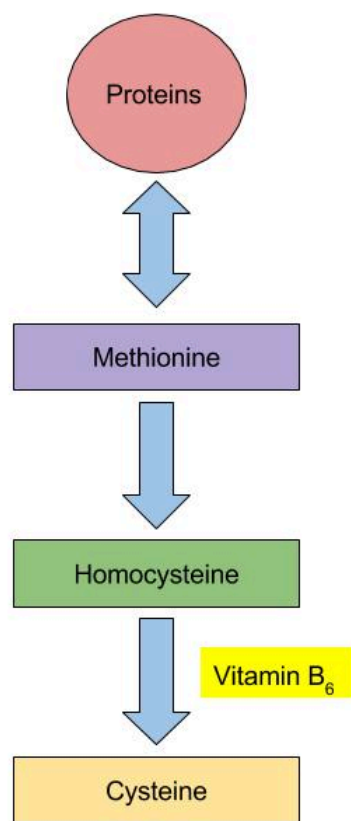 Proteins
Methionine
Homocysteine
Vitamin B₆
Cysteine